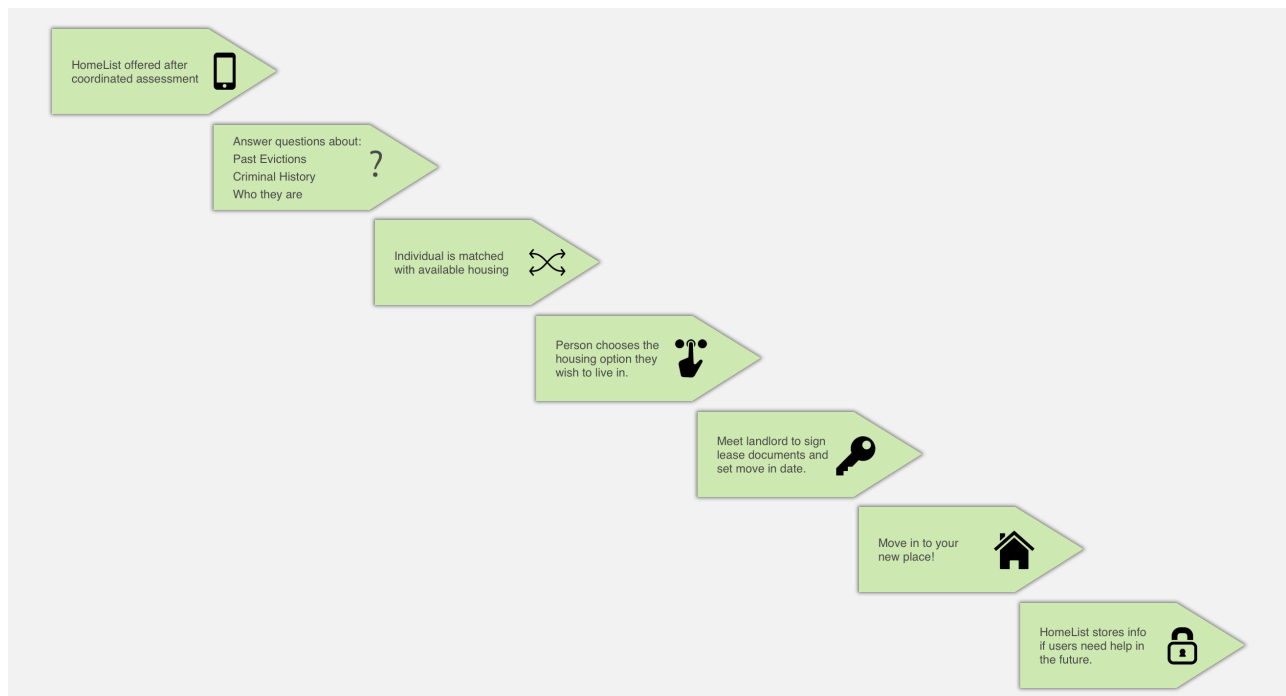 HomeList offered after
coordinated assessment
Answer questions about:
Past Evictions
Criminal History
Who they are
?
Individual is matched
with available housing
Person chooses the
housing option they
wish to live in.
Meet landlord to sign
lease documents and
set move in date.
Move in to your
new place!
HomeList stores info
if users need help in
the future.